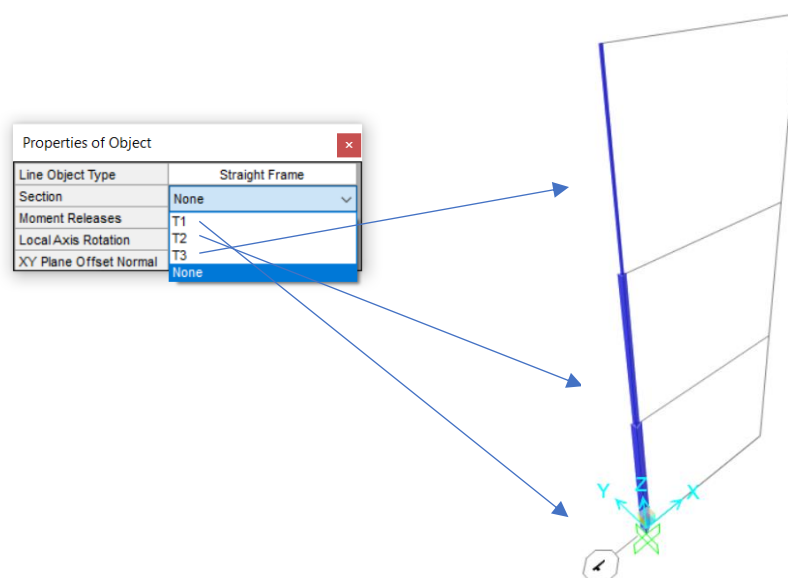 Properties of Object
×
Line Object Type Straight Frame
Section None
Moment Releases T1
Local Axis Rotation T2
XY Plane Offset Normal T3
None
Y Z X